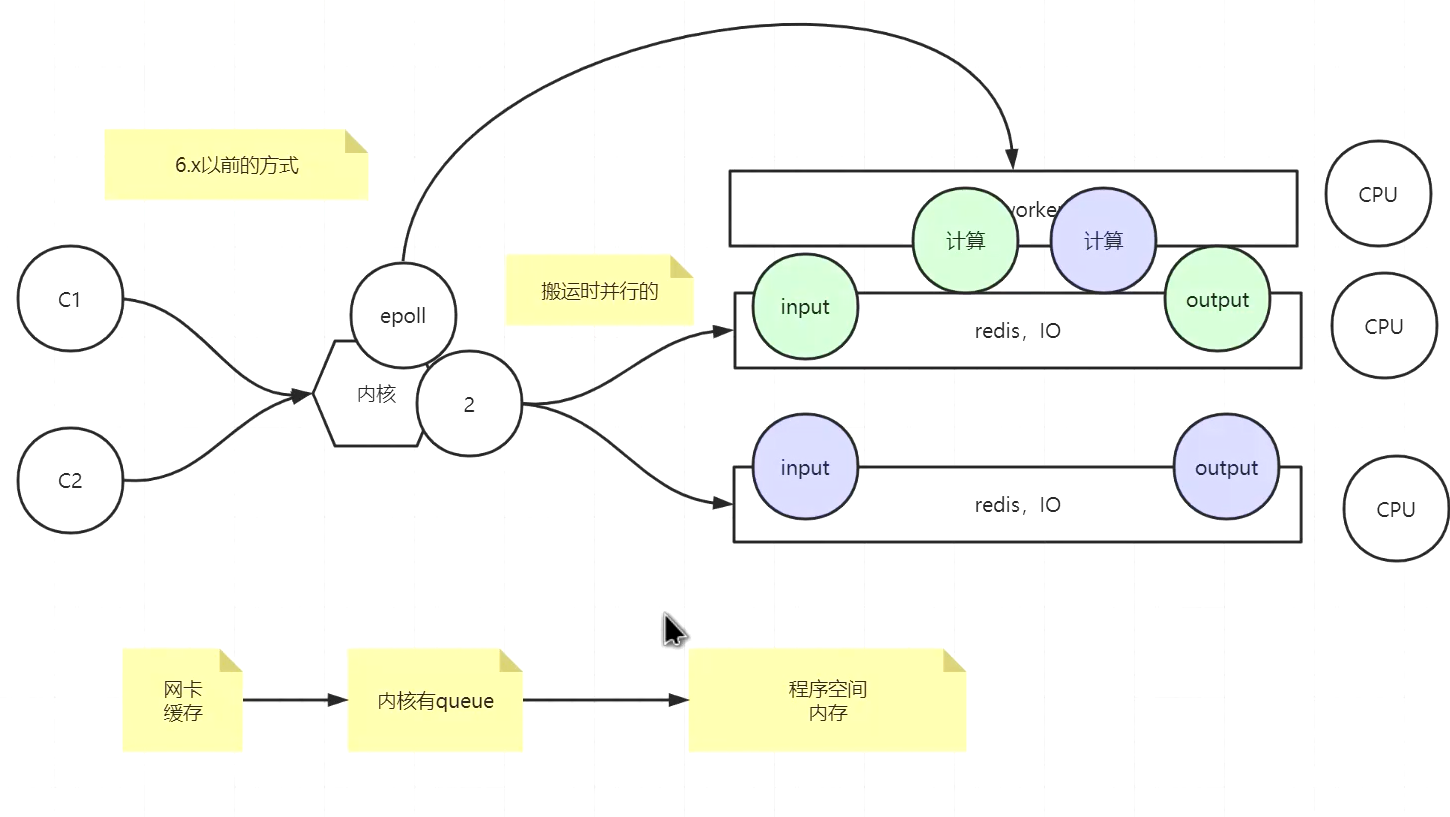 6.x以前的方式
CPU
worker
计算
计算
C1
epoll
搬运时并行的
input
output
redis，IO
CPU
内核
2
C2
input
output
redis，IO
CPU
网卡
缓存
内核有queue
程序空间
内存